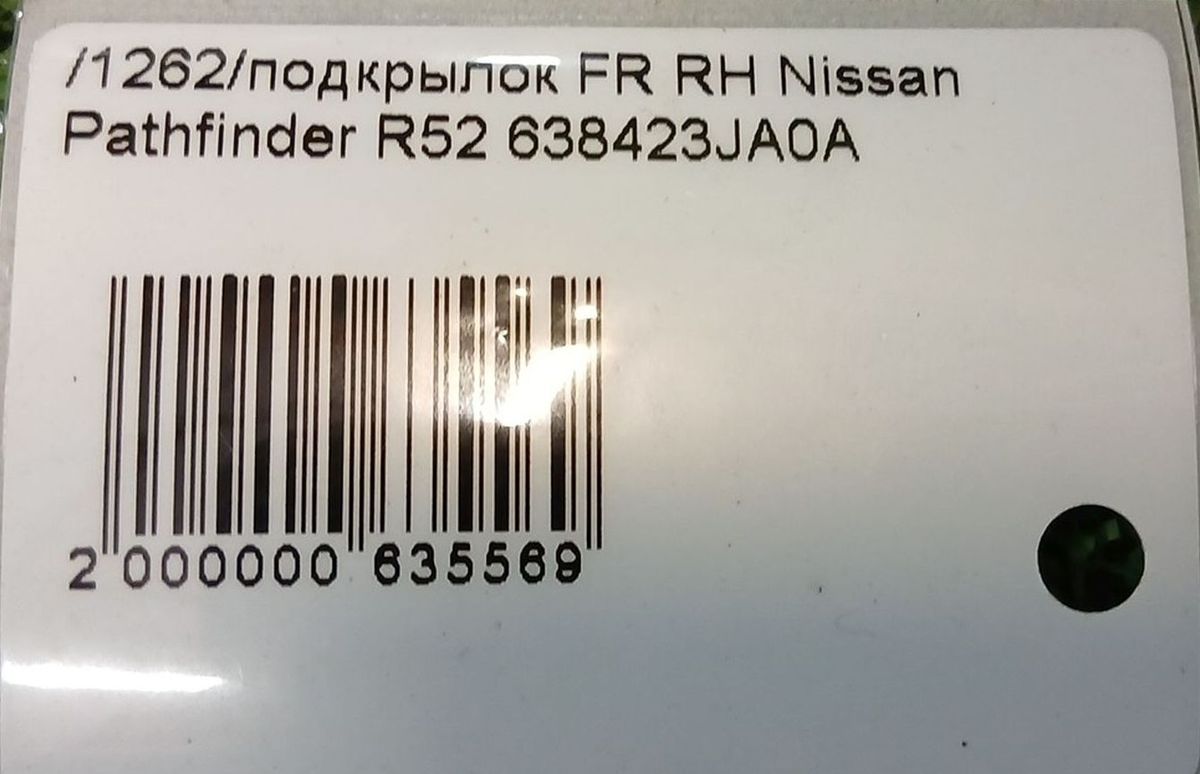 /1262/подкрылок FR RH Nissan
Pathfinder R52 638423JA0A
2 000000 635569